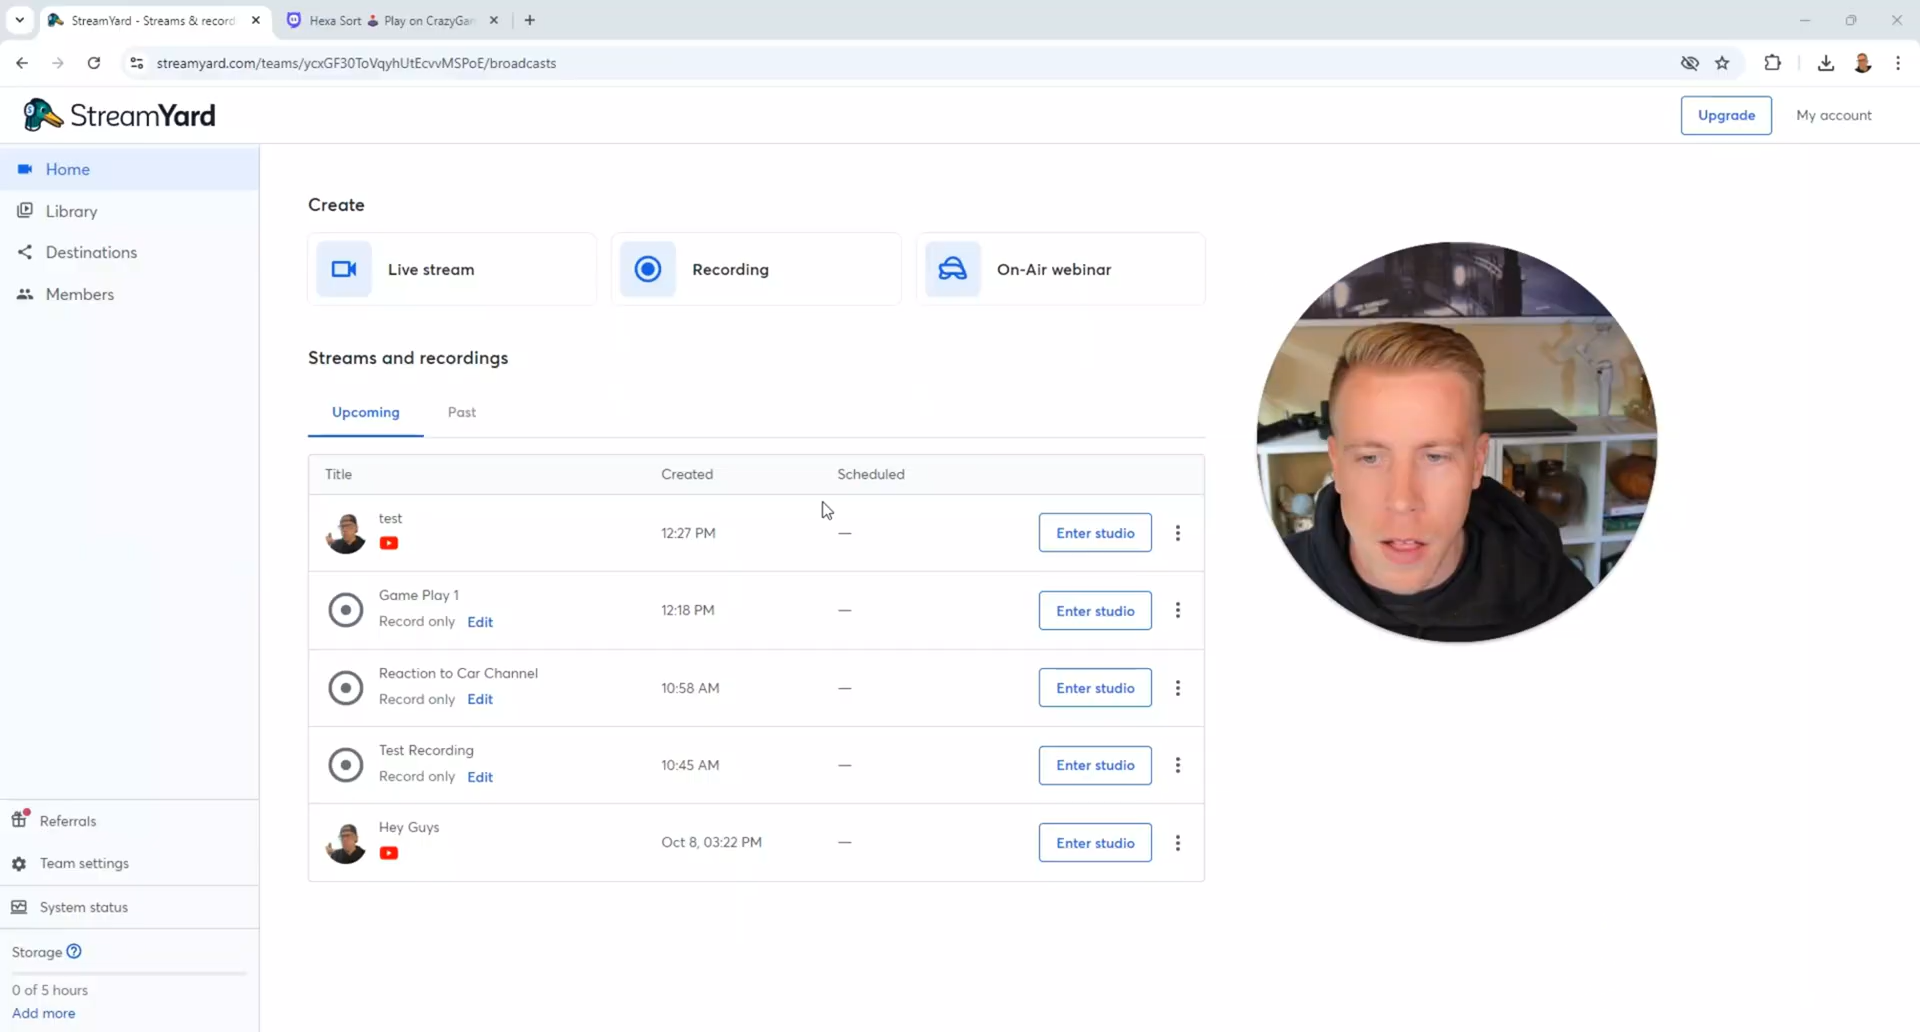 StreamYard - Streams & record
Hexa Sort Play on CrazyGam
streamyard.com/teams/ycxGF30ToVqyhUtEcvvMSPoE/broadcasts
StreamYard
Upgrade
My account
Home
Library
Destinations
Members
Create
Live stream
Recording
On-Air webinar
Streams and recordings
Upcoming
Past
Title Created Scheduled
test
12:27 PM — Enter studio
Game Play 1
Record only Edit
12:18 PM — Enter studio
Reaction to Car Channel
Record only Edit
10:58 AM — Enter studio
Test Recording
Record only Edit
10:45 AM — Enter studio
Hey Guys
Oct 8, 03:22 PM — Enter studio
Referrals
Team settings
System status
Storage ?
0 of 5 hours
Add more